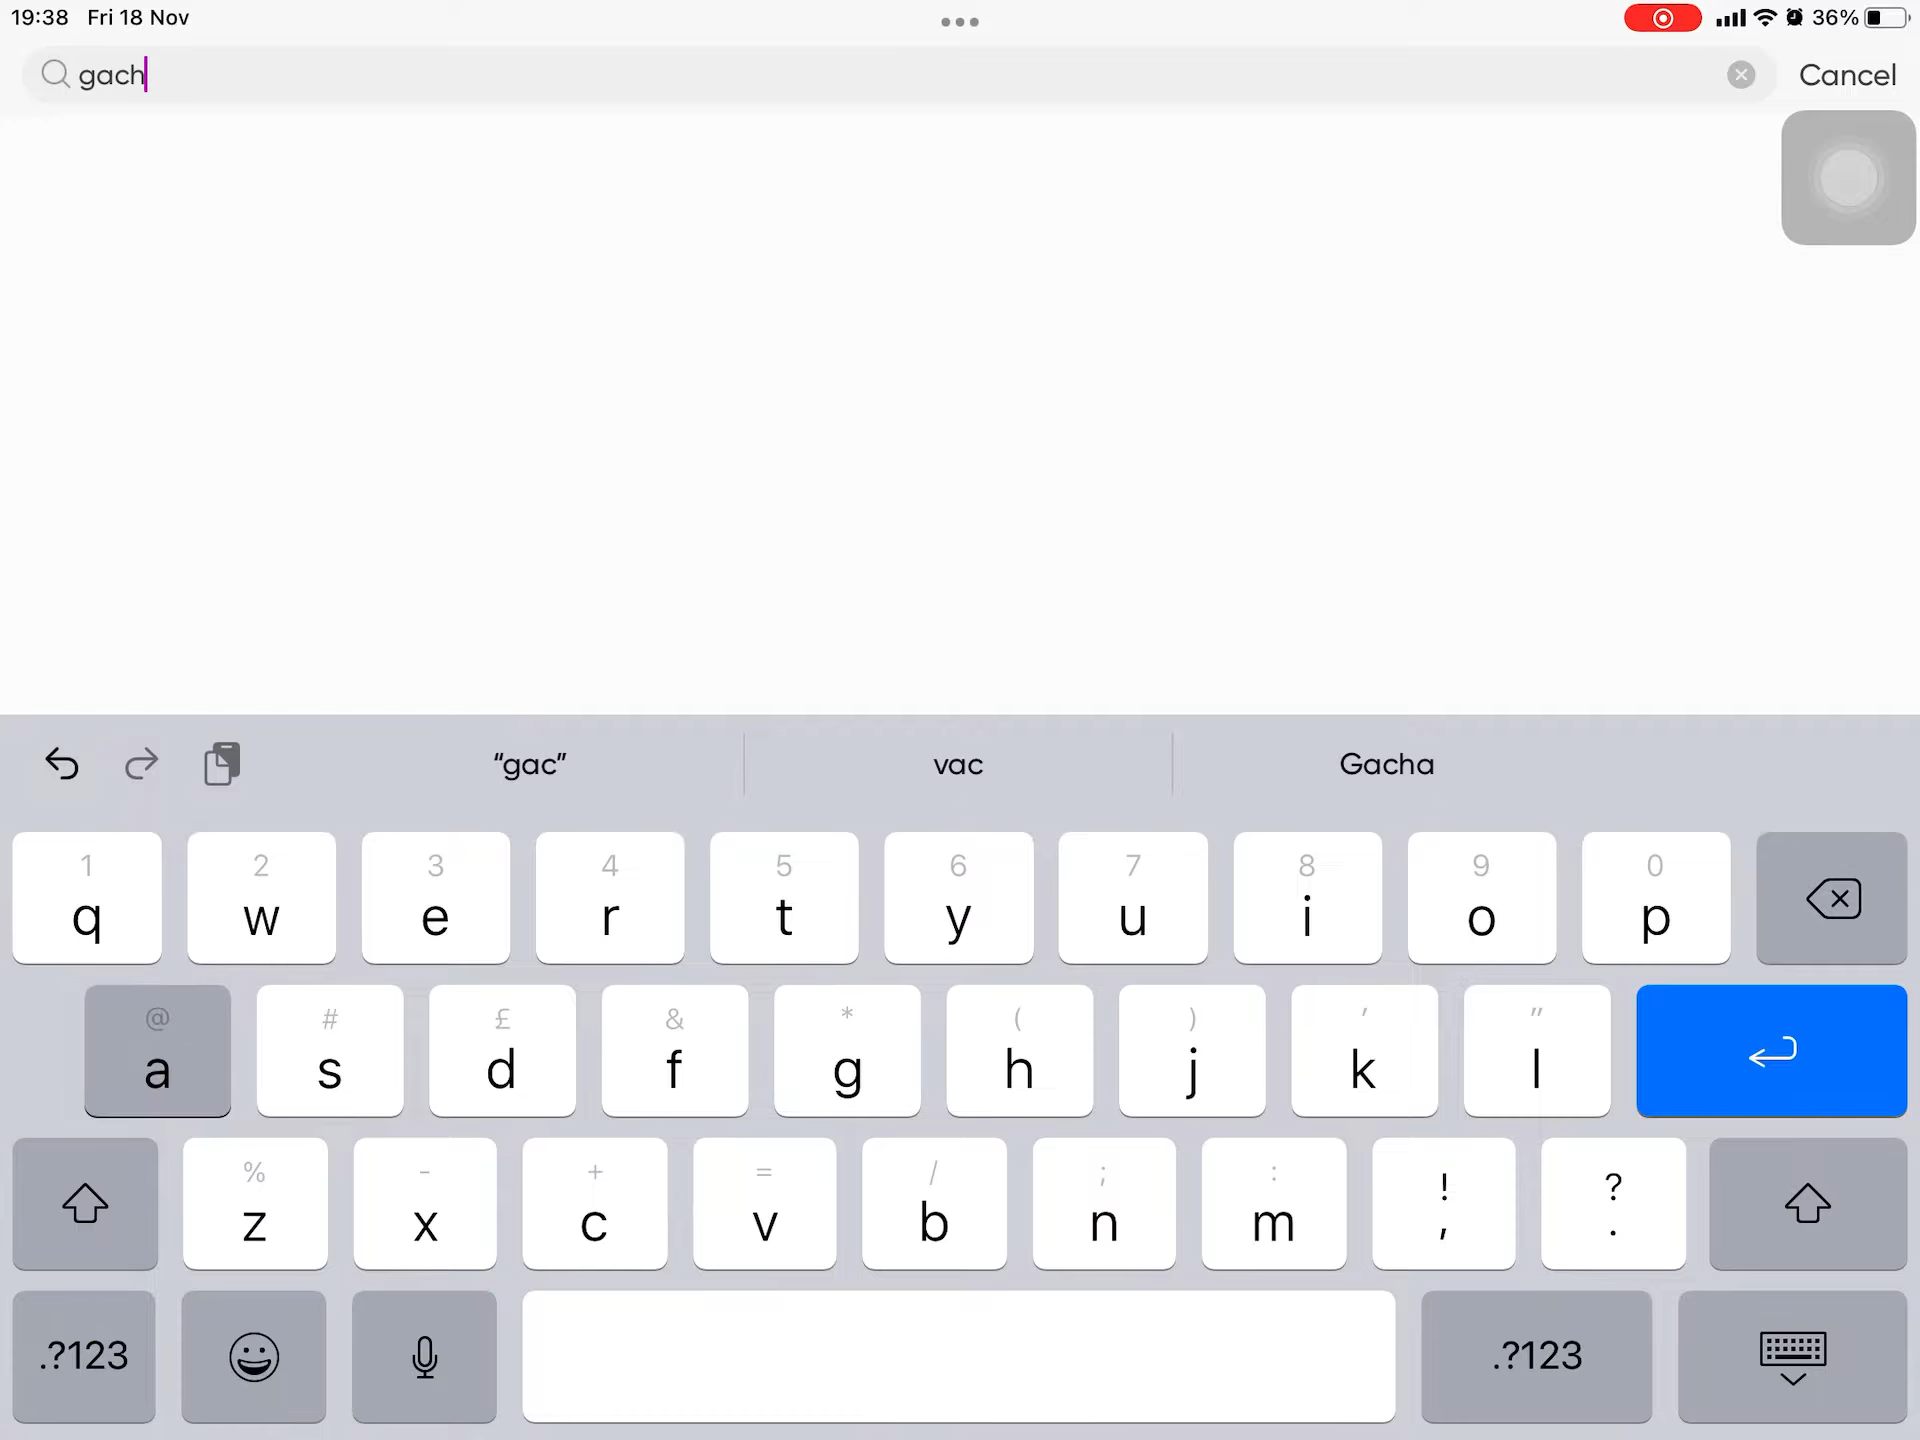 19:38 Fri 18 Nov 36%
gach Cancel
“gac” vac Gacha
1 2 3 4 5 6 7 8 9 0
q w e r t y u i o p
@ # £ & * ( ) ' "
a s d f g h j k l
% - + = / ; : ! ?
z x c v b n m , .
.?123 .?123